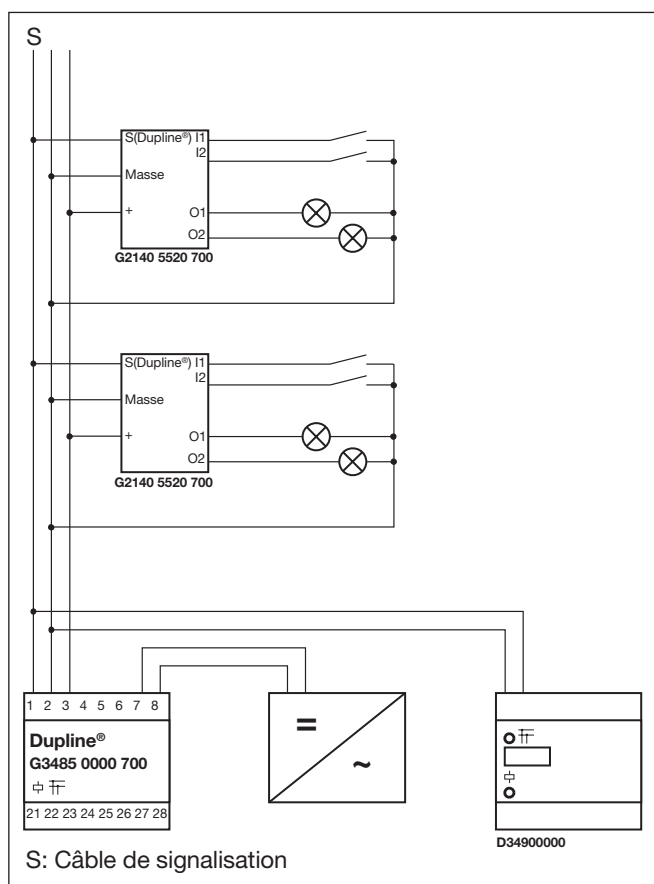 S
S(Dupline®) I1
I2
Masse
+ O1
O2
G2140 5520 700
S(Dupline®) I1
I2
Masse
+ O1
O2
G2140 5520 700
1 2 3 4 5 6 7 8
Dupline®
G3485 0000 700
21 22 23 24 25 26 27 28
=
~
D34900000
S: Câble de signalisation